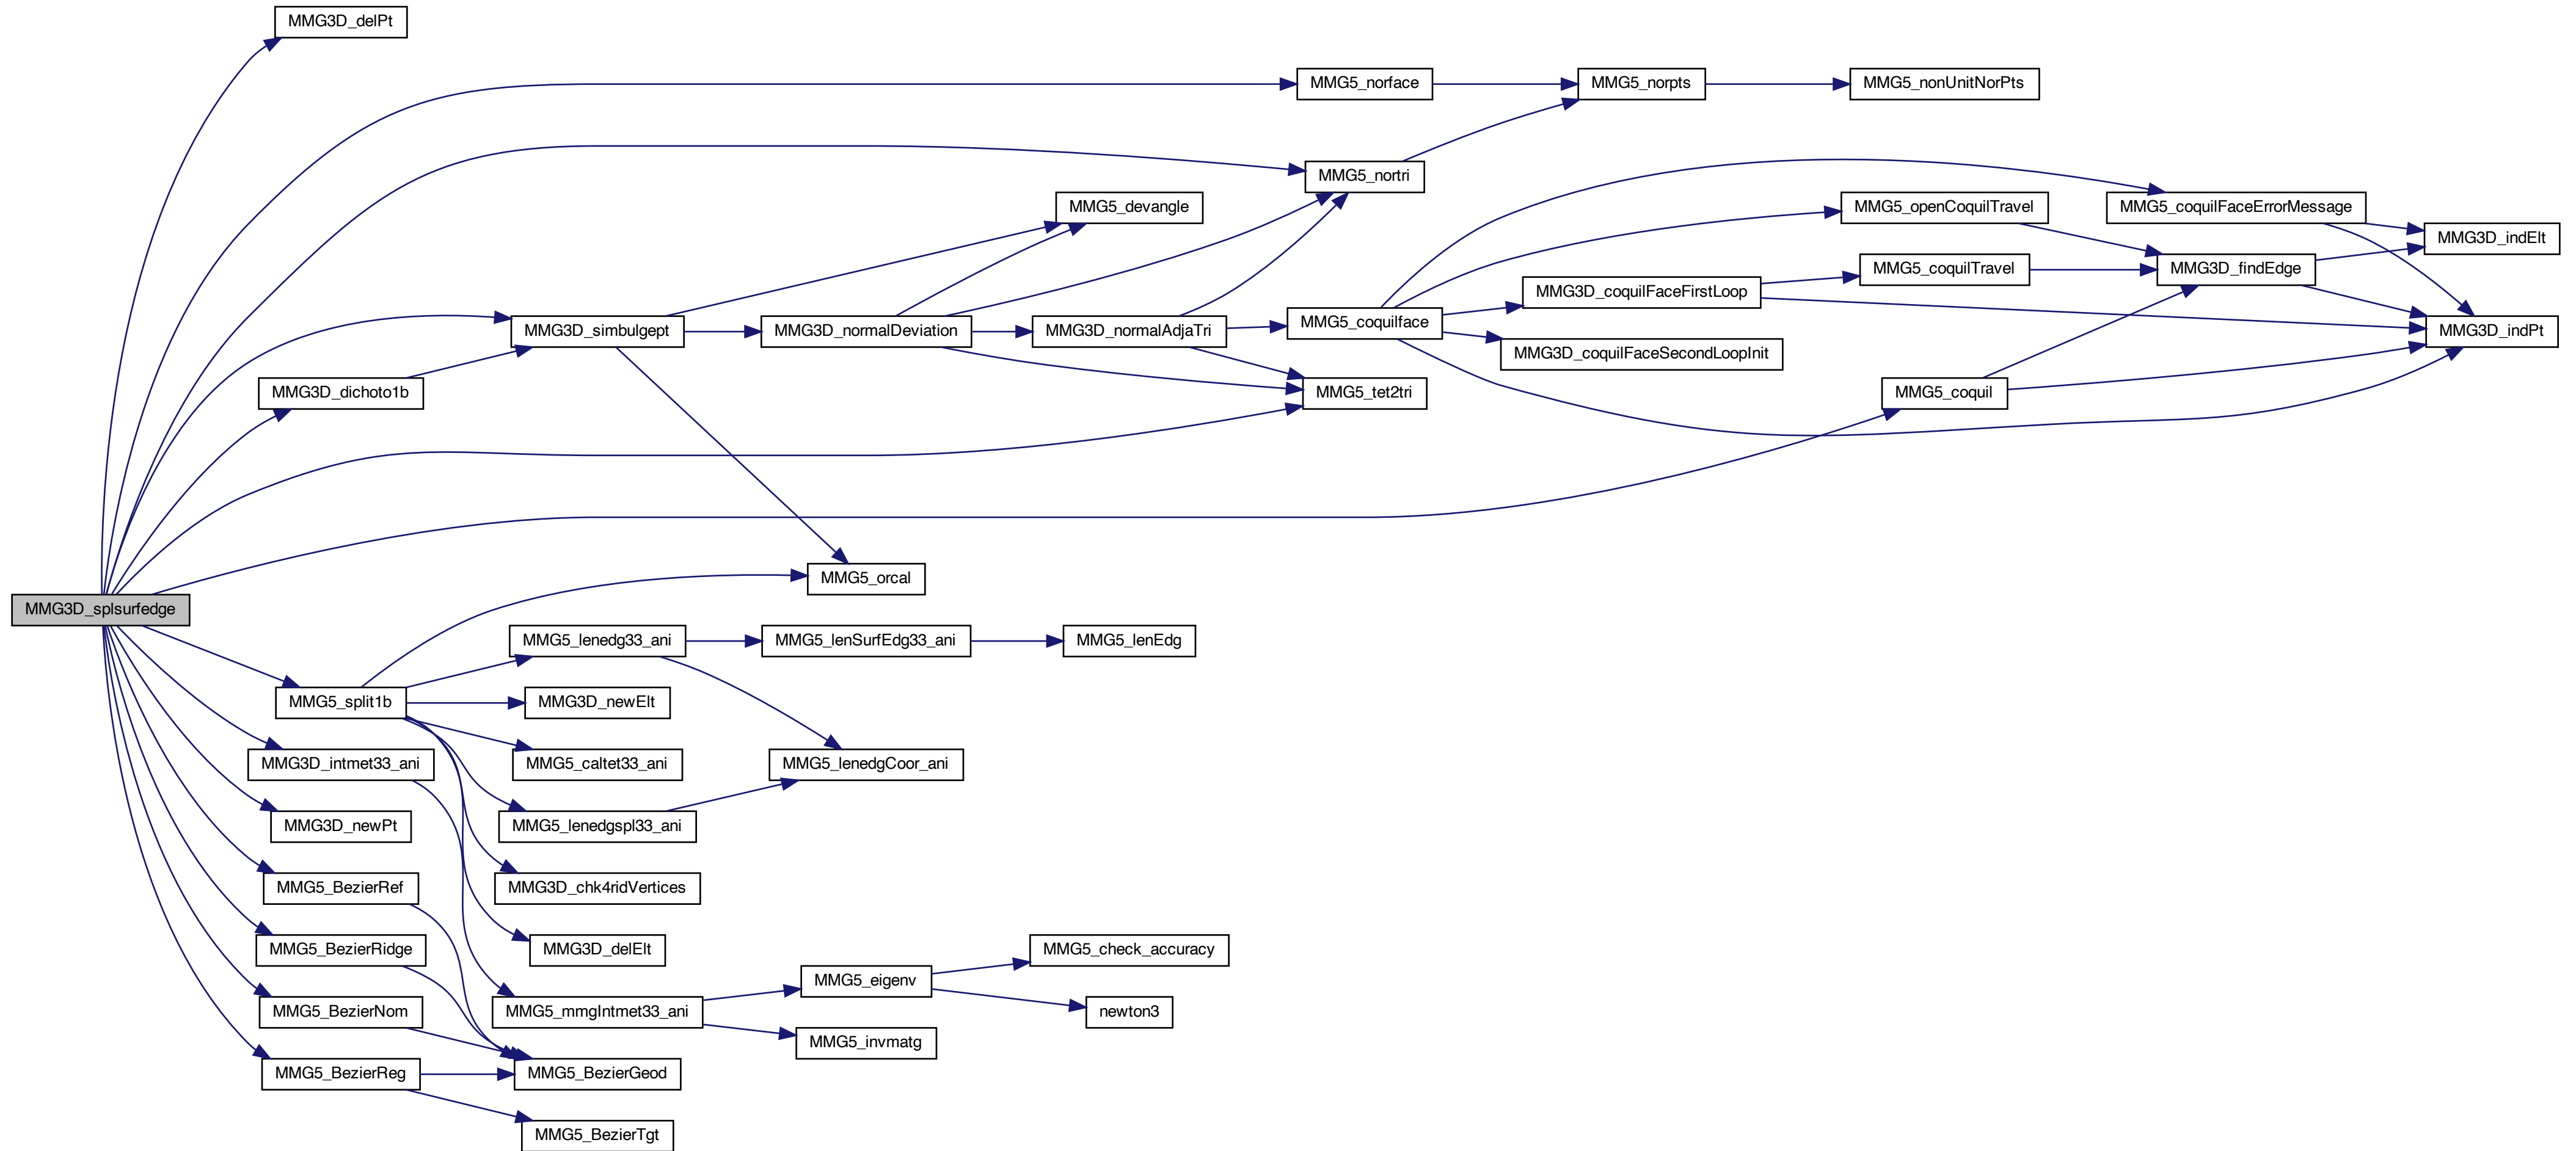 MMG3D_delPt
MMG5_norface
MMG5_norpts
MMG5_nonUnitNorPts
MMG5_nortri
MMG5_devangle
MMG5_openCoquilTravel
MMG5_coquilFaceErrorMessage
MMG3D_indElt
MMG5_coquilTravel
MMG3D_findEdge
MMG3D_coquilFaceFirstLoop
MMG3D_simbulgept
MMG3D_normalDeviation
MMG3D_normalAdjaTri
MMG5_coquilface
MMG3D_indPt
MMG3D_coquilFaceSecondLoopInit
MMG3D_dichoto1b
MMG5_tet2tri
MMG5_coquil
MMG5_orcal
MMG3D_splsurfedge
MMG5_lenedg33_ani
MMG5_lenSurfEdg33_ani
MMG5_lenEdg
MMG5_split1b
MMG3D_newElt
MMG3D_intmet33_ani
MMG5_caltet33_ani
MMG5_lenedgCoor_ani
MMG3D_newPt
MMG5_lenedgspl33_ani
MMG5_BezierRef
MMG3D_chk4ridVertices
MMG5_BezierRidge
MMG3D_delElt
MMG5_check_accuracy
MMG5_eigenv
MMG5_BezierNom
MMG5_mmgIntmet33_ani
newton3
MMG5_invmatg
MMG5_BezierReg
MMG5_BezierGeod
MMG5_BezierTgt